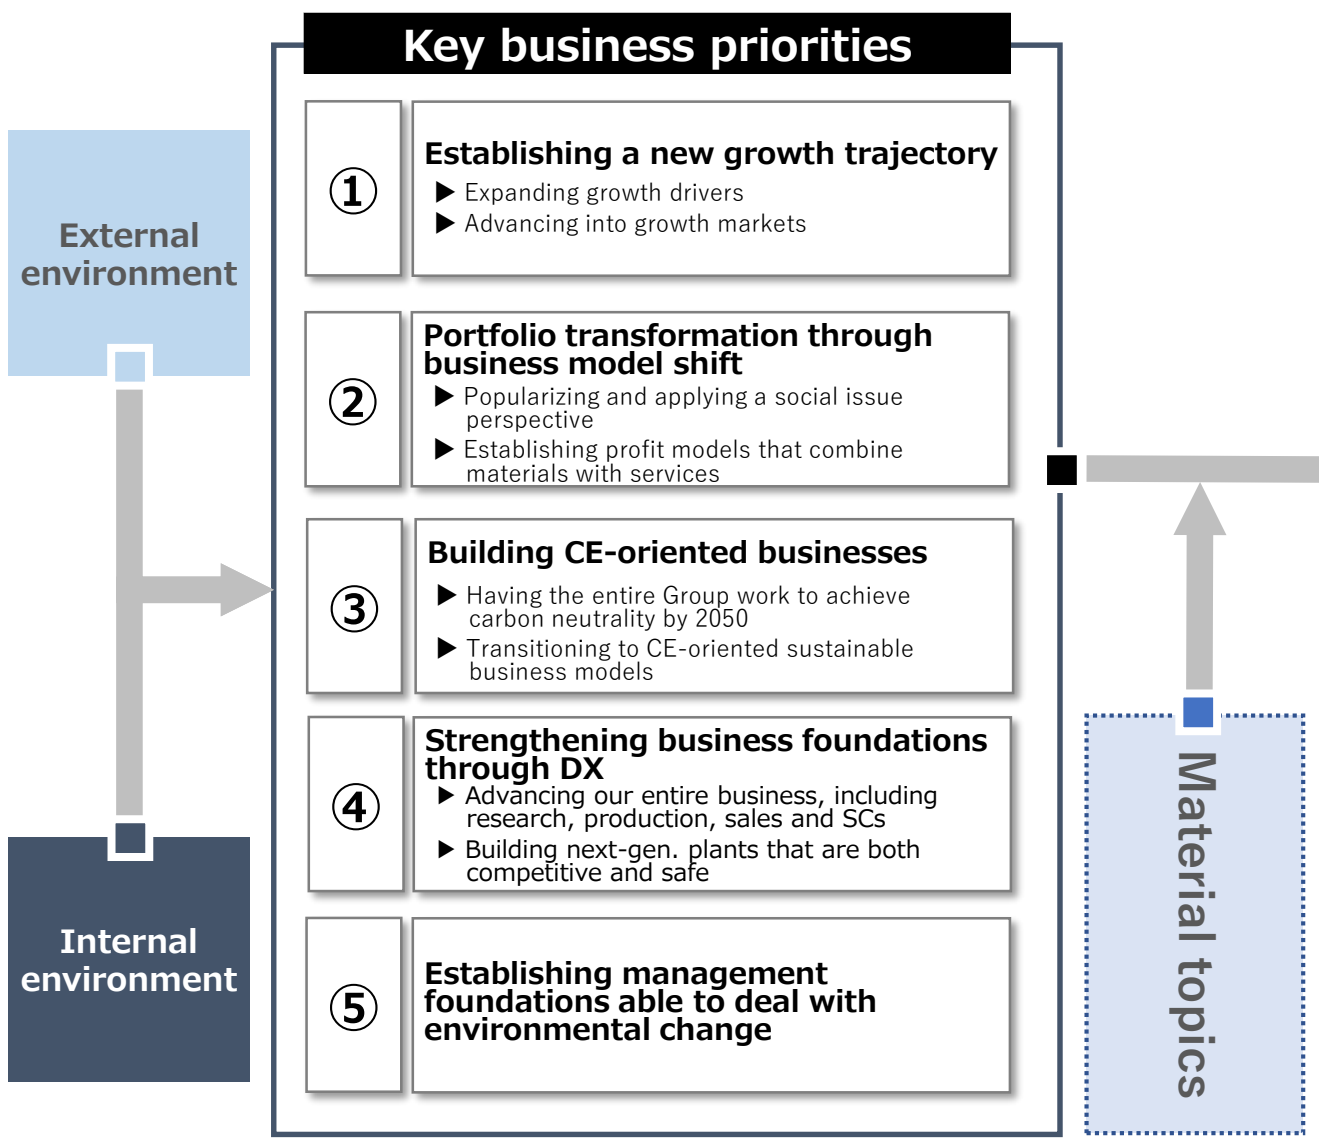 Key business priorities
External
environment
Internal
environment
①
Establishing a new growth trajectory
▶ Expanding growth drivers
▶ Advancing into growth markets
②
Portfolio transformation through
business model shift
▶ Popularizing and applying a social issue
perspective
▶ Establishing profit models that combine
materials with services
③
Building CE-oriented businesses
▶ Having the entire Group work to achieve
carbon neutrality by 2050
▶ Transitioning to CE-oriented sustainable
business models
④
Strengthening business foundations
through DX
▶ Advancing our entire business, including
research, production, sales and SCs
▶ Building next-gen. plants that are both
competitive and safe
⑤
Establishing management
foundations able to deal with
environmental change
Material topics